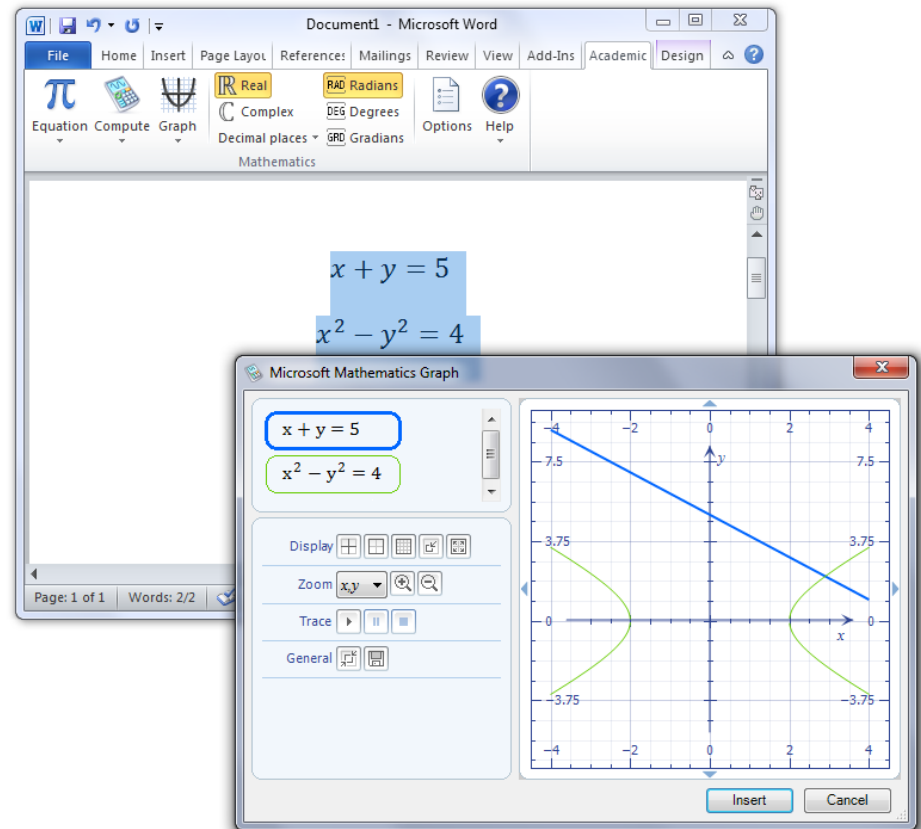 Document1 - Microsoft Word
File Home Insert Page Layou References Mailings Review View Add-Ins Academic Design
π Equation
Compute
Graph
ℝ Real
ℂ Complex
Decimal places
RAD Radians
DEG Degrees
GRD Gradians
Options
Help
Mathematics
x + y = 5
x² − y² = 4
Page: 1 of 1 Words: 2/2
Microsoft Mathematics Graph
x + y = 5
x² − y² = 4
Display
Zoom x,y
Trace
General
−4 −2 0 2 4
y
7.5 7.5
3.75 3.75
0 0
x
−3.75 −3.75
−4 −2 0 2 4
Insert Cancel